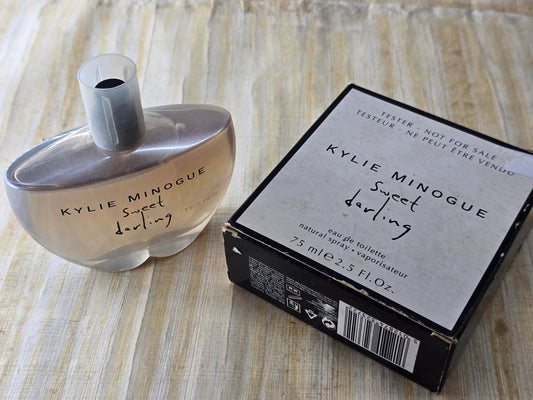 KYLIE MINOGUE
sweet
darling
TESTER
TESTER - NOT FOR SALE
TESTEUR - NE PEUT ÊTRE VENDU
KYLIE MINOGUE
sweet
darling
eau de toilette
natural spray • vaporisateur
75 ml e 2.5 Fl.Oz.